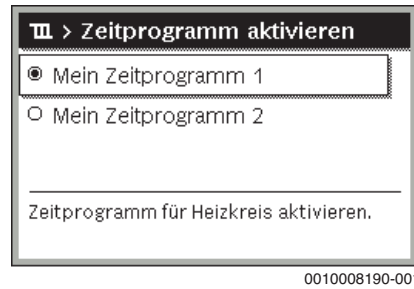 > Zeitprogramm aktivieren
Mein Zeitprogramm 1
Mein Zeitprogramm 2
Zeitprogramm für Heizkreis aktivieren.
0010008190-001